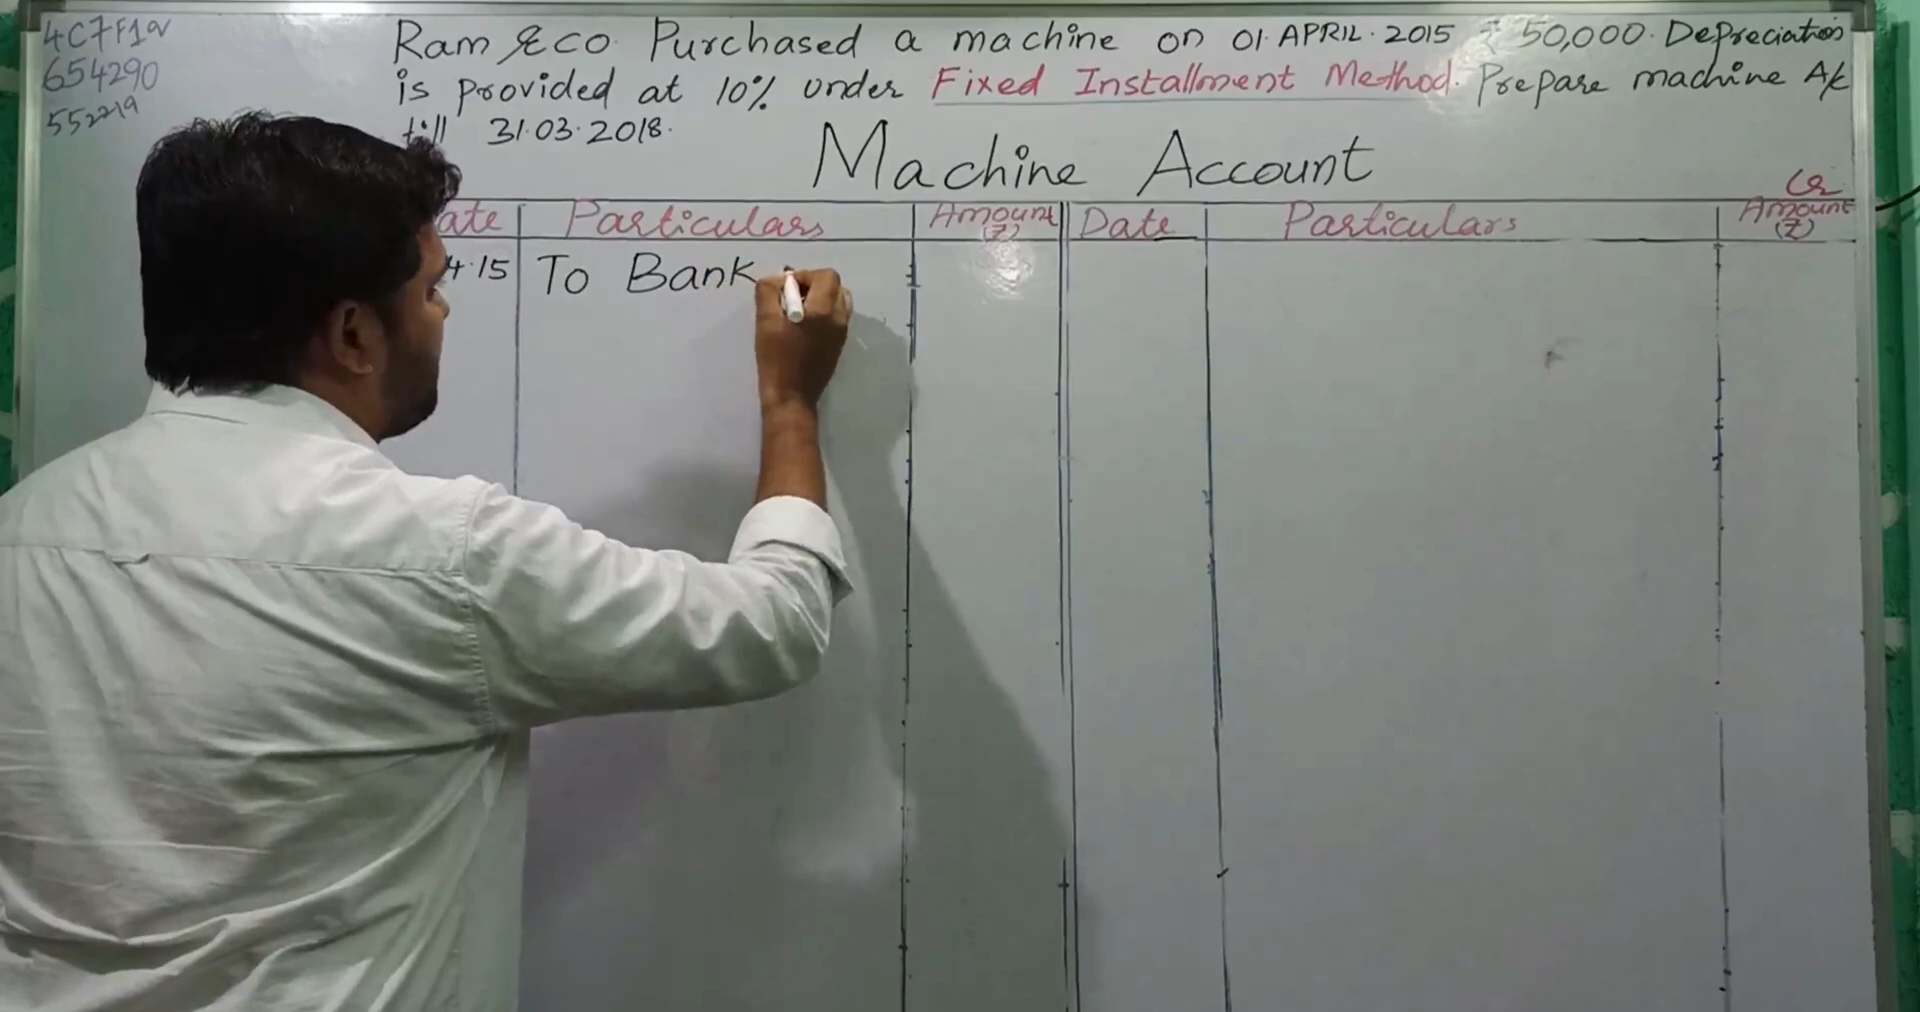 4C7F1av
654290
552219
Ram & co. Purchased a machine on 01.APRIL.2015 ₹ 50,000. Depreciation
is provided at 10% under Fixed Installment Method. Prepare machine A/c
till 31.03.2018.
Machine Account
Cr
ate Particulars Amount (₹) Date Particulars Amount (₹)
4.15 To Bank